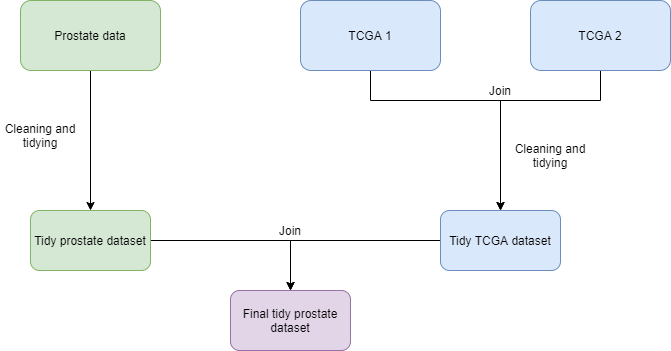 Prostate data
TCGA 1
TCGA 2
Join
Cleaning and
tidying
Cleaning and
tidying
Tidy prostate dataset
Join
Tidy TCGA dataset
Final tidy prostate
dataset